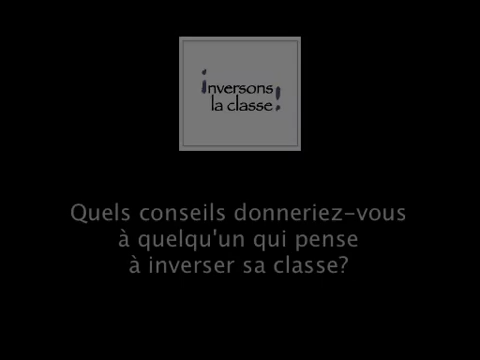 inversons
la classe!
Quels conseils donneriez-vous
à quelqu'un qui pense
à inverser sa classe?